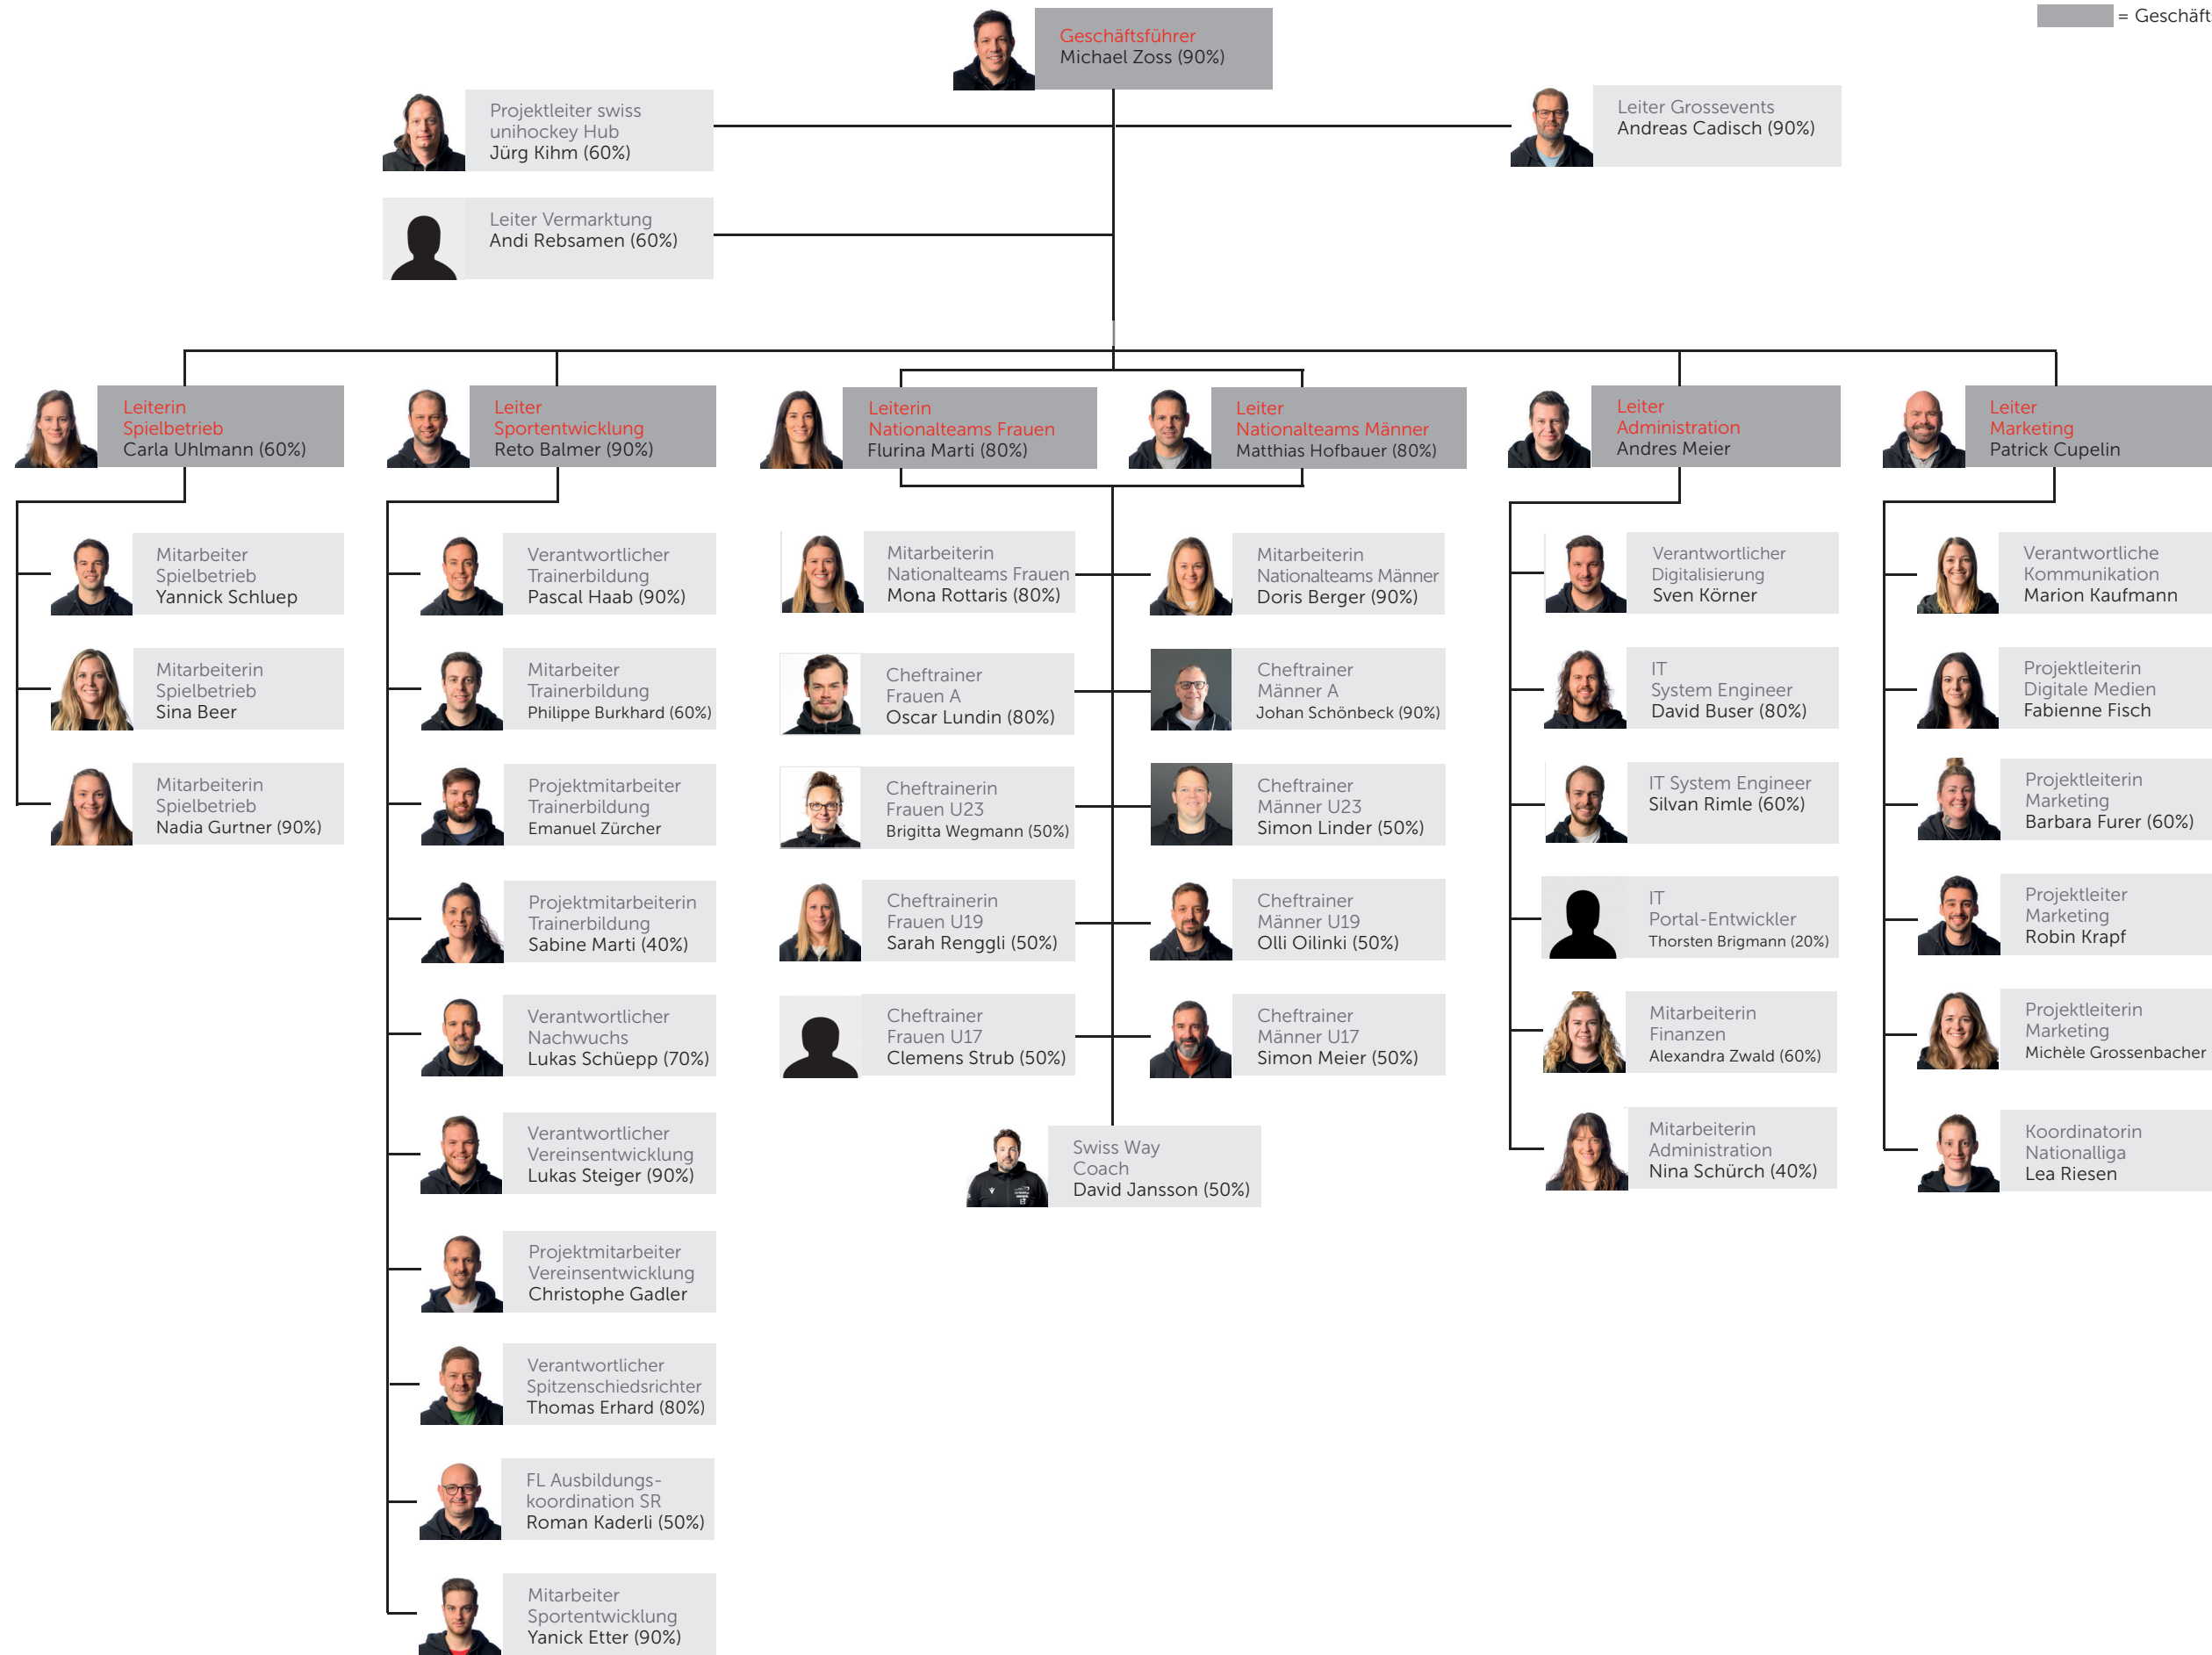 = Geschäft
Geschäftsführer
Michael Zoss (90%)
Projektleiter swiss
unihockey Hub
Jürg Kihm (60%)
Leiter Grossevents
Andreas Cadisch (90%)
Leiter Vermarktung
Andi Rebsamen (60%)
Leiterin
Spielbetrieb
Carla Uhlmann (60%)
Leiter
Sportentwicklung
Reto Balmer (90%)
Leiterin
Nationalteams Frauen
Flurina Marti (80%)
Leiter
Nationalteams Männer
Matthias Hofbauer (80%)
Leiter
Administration
Andres Meier
Leiter
Marketing
Patrick Cupelin
Mitarbeiter
Spielbetrieb
Yannick Schluep
Mitarbeiterin
Spielbetrieb
Sina Beer
Mitarbeiterin
Spielbetrieb
Nadia Gurtner (90%)
Verantwortlicher
Trainerbildung
Pascal Haab (90%)
Mitarbeiter
Trainerbildung
Philippe Burkhard (60%)
Projektmitarbeiter
Trainerbildung
Emanuel Zürcher
Projektmitarbeiterin
Trainerbildung
Sabine Marti (40%)
Verantwortlicher
Nachwuchs
Lukas Schüepp (70%)
Verantwortlicher
Vereinsentwicklung
Lukas Steiger (90%)
Projektmitarbeiter
Vereinsentwicklung
Christophe Gadler
Verantwortlicher
Spitzenschiedsrichter
Thomas Erhard (80%)
FL Ausbildungs-
koordination SR
Roman Kaderli (50%)
Mitarbeiter
Sportentwicklung
Yanick Etter (90%)
Mitarbeiterin
Nationalteams Frauen
Mona Rottaris (80%)
Cheftrainer
Frauen A
Oscar Lundin (80%)
Cheftrainerin
Frauen U23
Brigitta Wegmann (50%)
Cheftrainerin
Frauen U19
Sarah Renggli (50%)
Cheftrainer
Frauen U17
Clemens Strub (50%)
Mitarbeiterin
Nationalteams Männer
Doris Berger (90%)
Cheftrainer
Männer A
Johan Schönbeck (90%)
Cheftrainer
Männer U23
Simon Linder (50%)
Cheftrainer
Männer U19
Olli Oilinki (50%)
Cheftrainer
Männer U17
Simon Meier (50%)
Swiss Way
Coach
David Jansson (50%)
Verantwortlicher
Digitalisierung
Sven Körner
IT
System Engineer
David Buser (80%)
IT System Engineer
Silvan Rimle (60%)
IT
Portal-Entwickler
Thorsten Brigmann (20%)
Mitarbeiterin
Finanzen
Alexandra Zwald (60%)
Mitarbeiterin
Administration
Nina Schürch (40%)
Verantwortliche
Kommunikation
Marion Kaufmann
Projektleiterin
Digitale Medien
Fabienne Fisch
Projektleiterin
Marketing
Barbara Furer (60%)
Projektleiter
Marketing
Robin Krapf
Projektleiterin
Marketing
Michèle Grossenbacher
Koordinatorin
Nationalliga
Lea Riesen